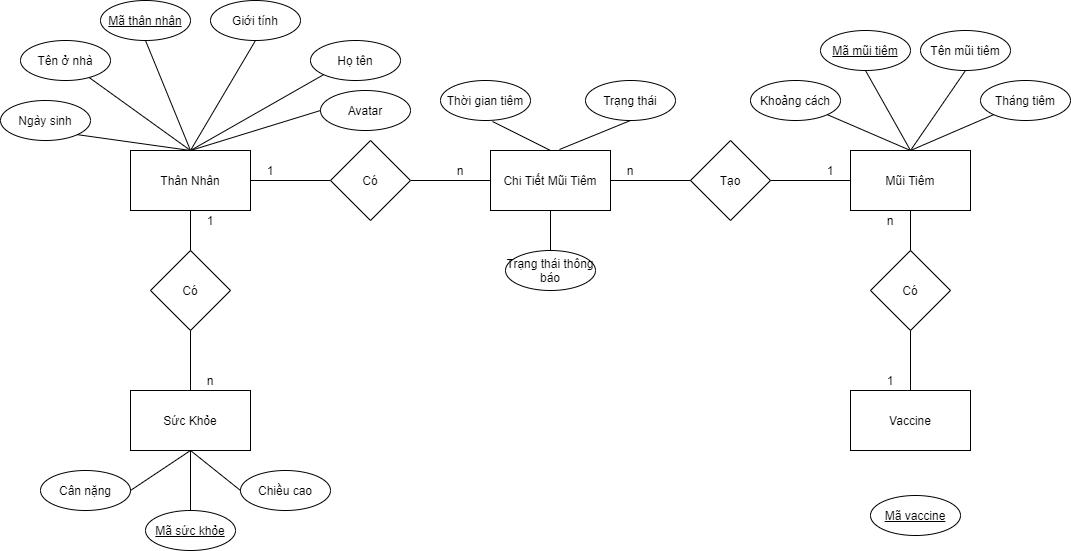 Mã thân nhân
Giới tính
Tên ở nhà
Họ tên
Ngày sinh
Avatar
Thời gian tiêm
Trạng thái
Mã mũi tiêm
Tên mũi tiêm
Khoảng cách
Tháng tiêm
Thân Nhân
1
Có
n
Chi Tiết Mũi Tiêm
n
Tạo
1
Mũi Tiêm
1
n
Trạng thái thông
báo
Có
Có
n
1
Sức Khỏe
Vaccine
Cân nặng
Chiều cao
Mã sức khỏe
Mã vaccine